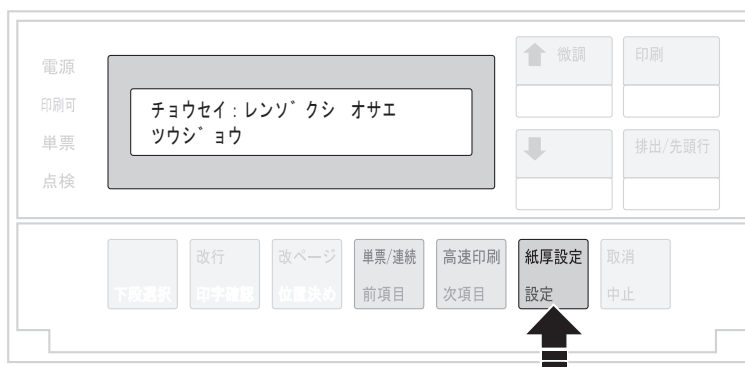 電源
印刷可
単票
点検
チョウセイ:レンゾクシ オサエ
ツウジョウ
微調
印刷
排出/先頭行
改行
改ページ
単票/連続
高速印刷
紙厚設定
取消
下段選択
印字確認
位置決め
前項目
次項目
設定
中止